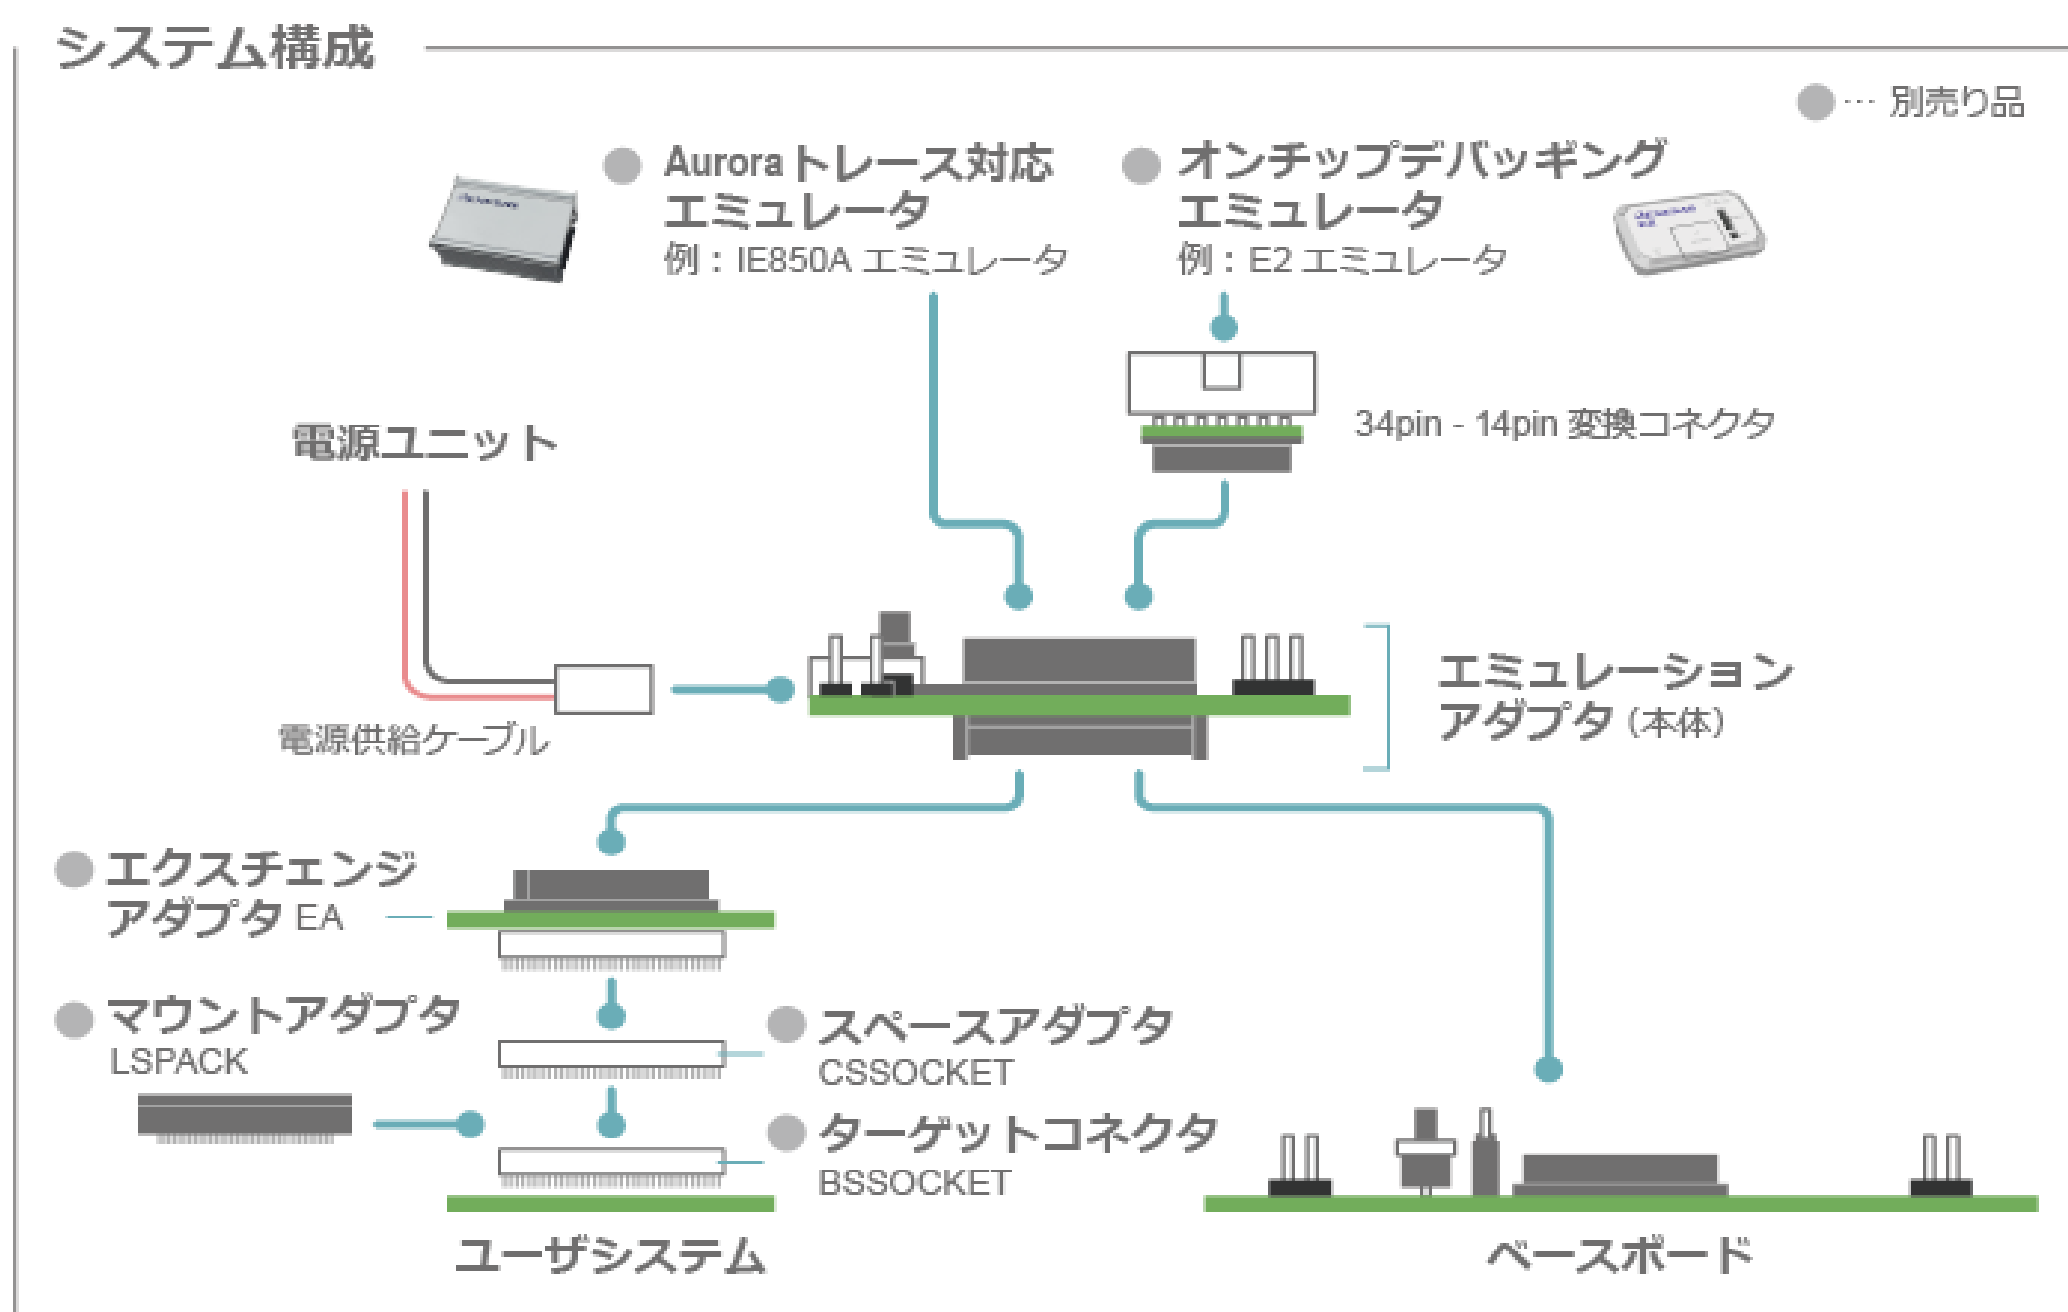 システム構成
… 別売り品
Aurora トレース対応
エミュレータ
例：IE850A エミュレータ
オンチップデバッギング
エミュレータ
例：E2 エミュレータ
34pin - 14pin 変換コネクタ
電源ユニット
電源供給ケーブル
エミュレーション
アダプタ（本体）
エクスチェンジ
アダプタ EA
マウントアダプタ
LSPACK
スペースアダプタ
CSSOCKET
ターゲットコネクタ
BSSOCKET
ユーザシステム
ベースボード